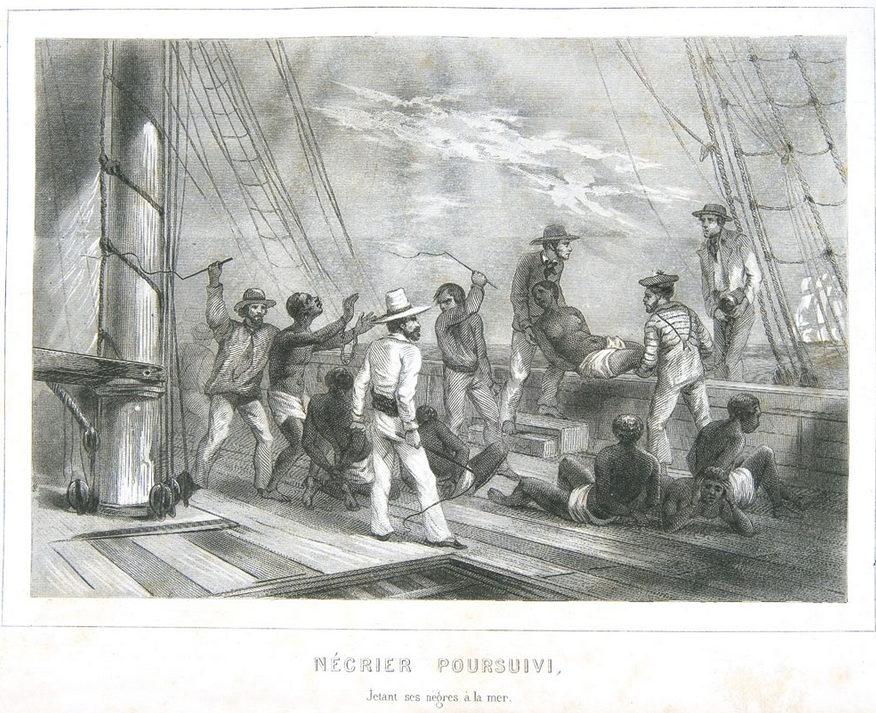 NÉGRIER POURSUIVI,
Jetant ses nègres à la mer.